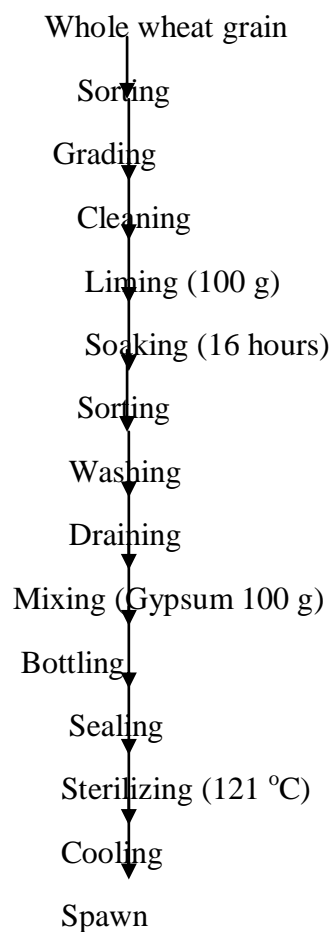 Whole wheat grain
Sorting
Grading
Cleaning
Liming (100 g)
Soaking (16 hours)
Sorting
Washing
Draining
Mixing (Gypsum 100 g)
Bottling
Sealing
Sterilizing (121 °C)
Cooling
Spawn